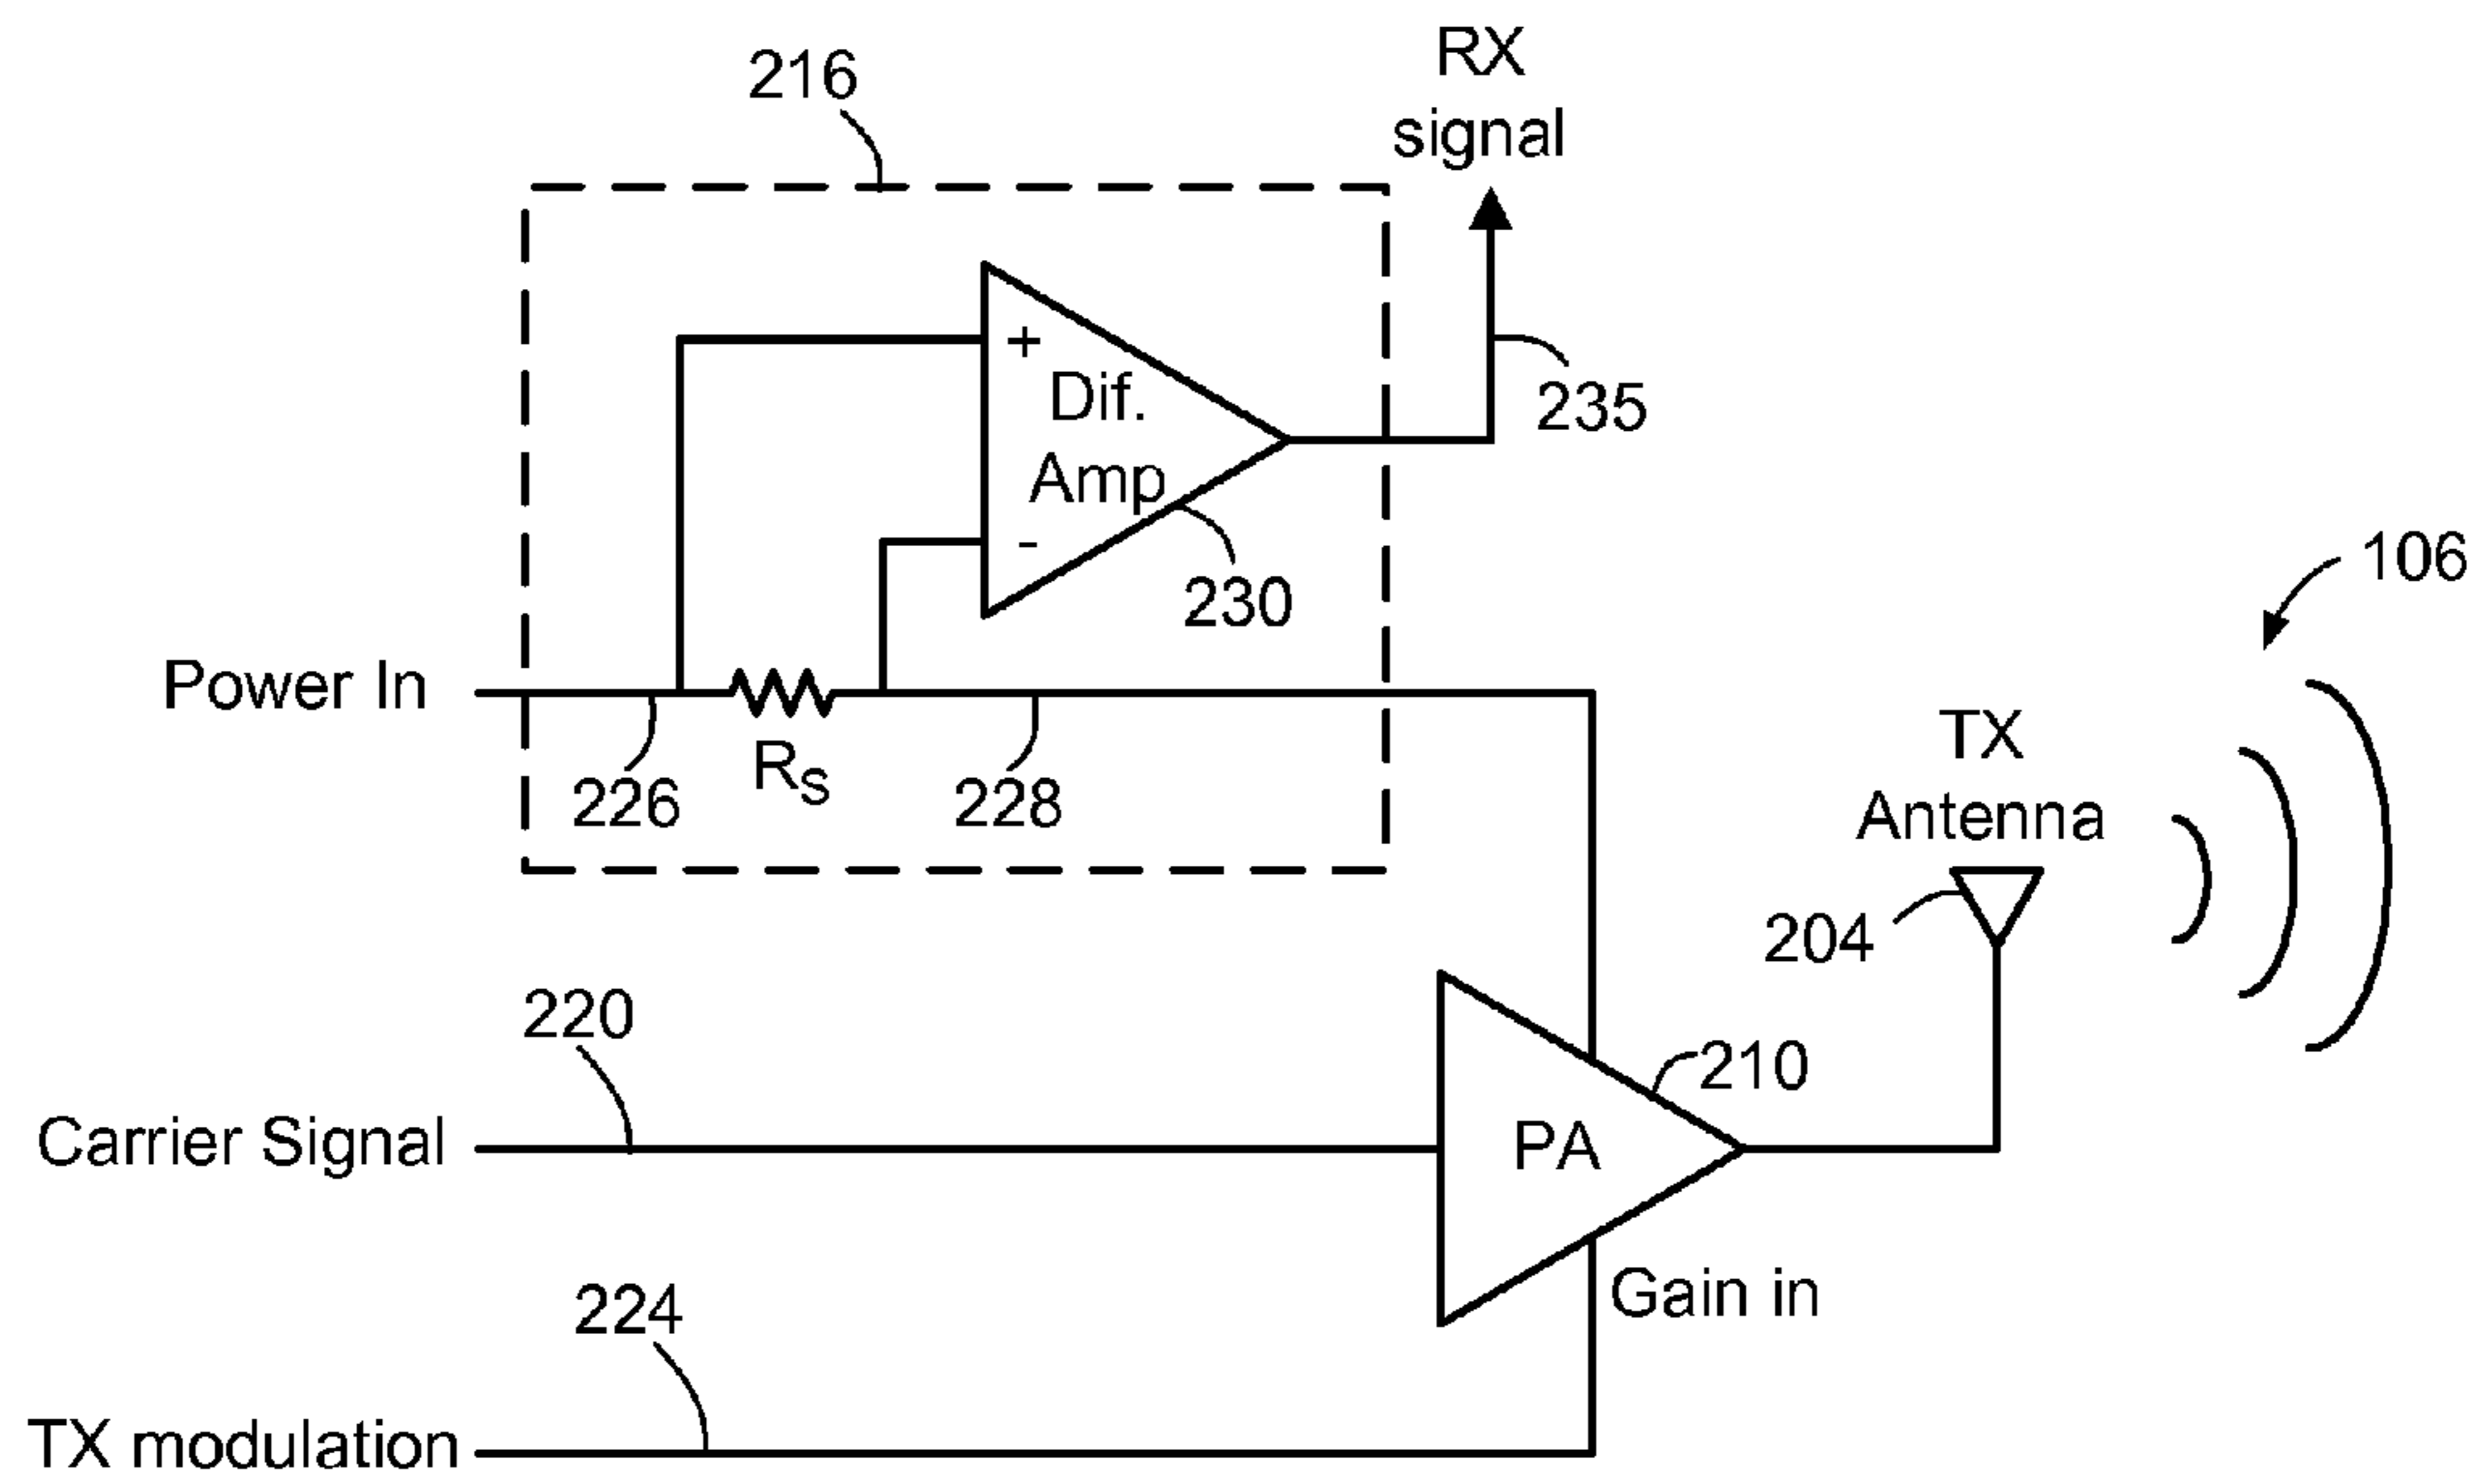 216
RX
signal
+
Dif.
Amp
-
235
230
106
Power In
RS
226
228
TX
Antenna
204
220
210
Carrier Signal
PA
224
Gain in
TX modulation